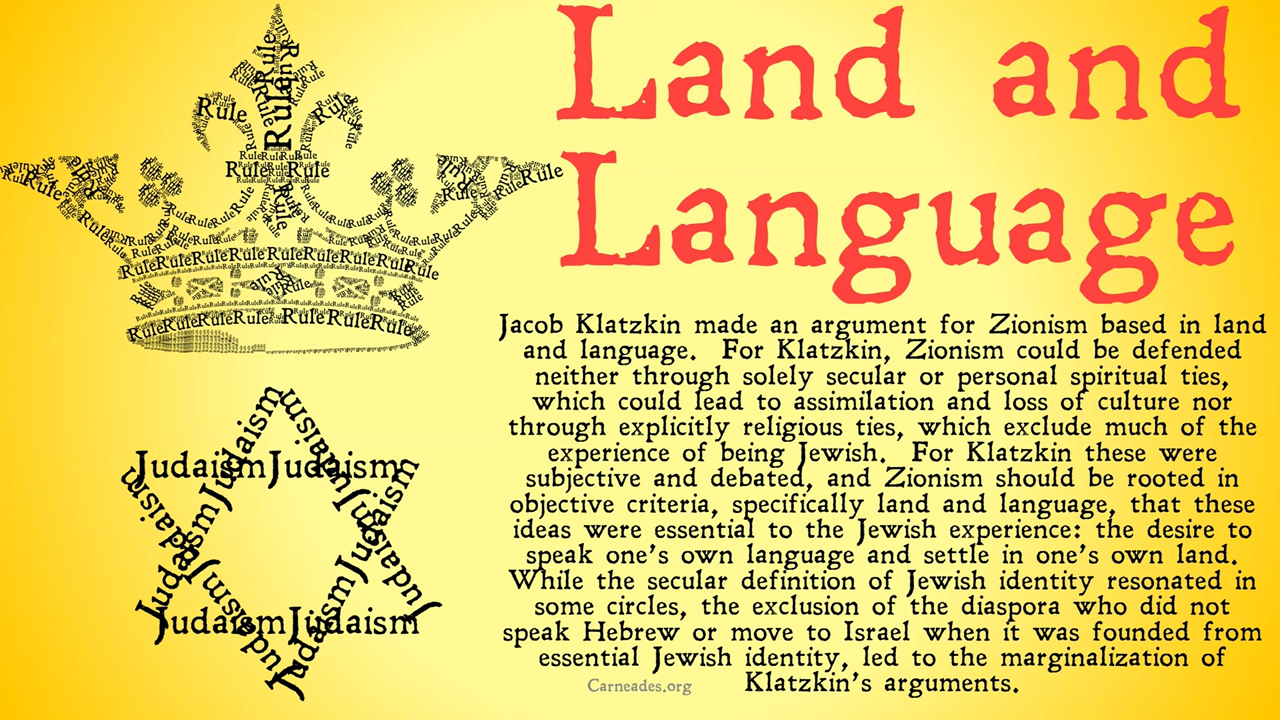 Land and
Language
Jacob Klatzkin made an argument for Zionism based in land
and language. For Klatzkin, Zionism could be defended
neither through solely secular or personal spiritual ties,
which could lead to assimilation and loss of culture nor
through explicitly religious ties, which exclude much of the
experience of being Jewish. For Klatzkin these were
subjective and debated, and Zionism should be rooted in
objective criteria, specifically land and language, that these
ideas were essential to the Jewish experience: the desire to
speak one's own language and settle in one's own land.
While the secular definition of Jewish identity resonated in
some circles, the exclusion of the diaspora who did not
speak Hebrew or move to Israel when it was founded from
essential Jewish identity, led to the marginalization of
Klatzkin's arguments.
Carneades.org
Rule
Rule
Rule
Rule Rule
RuleRuleRuleRuleRuleRuleRuleRuleRule
RuleRuleRuleRuleRuleRuleRuleRule
JudaismJudaism
Judaism
Judaism
Judaism
Judaism
JudaismJudaism